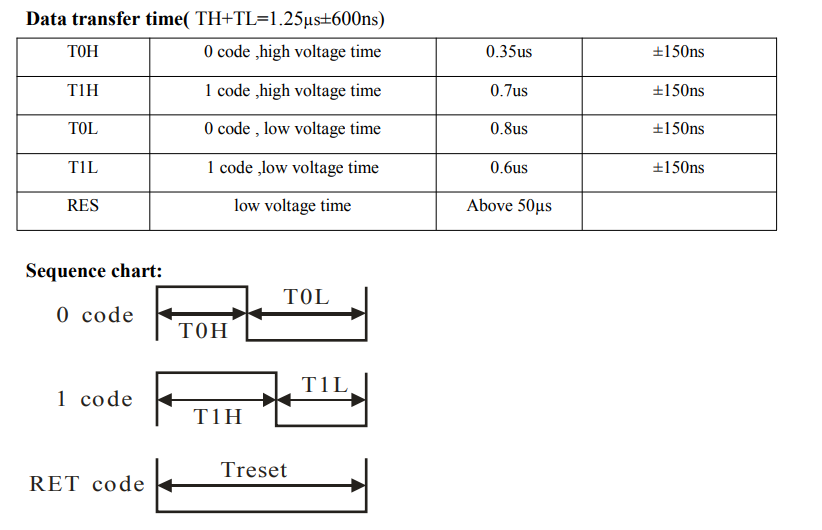 Data transfer time( TH+TL=1.25µs±600ns)
T0H 0 code ,high voltage time 0.35us ±150ns
T1H 1 code ,high voltage time 0.7us ±150ns
T0L 0 code , low voltage time 0.8us ±150ns
T1L 1 code ,low voltage time 0.6us ±150ns
RES low voltage time Above 50µs
Sequence chart:
0 code T0H T0L
1 code T1H T1L
RET code Treset